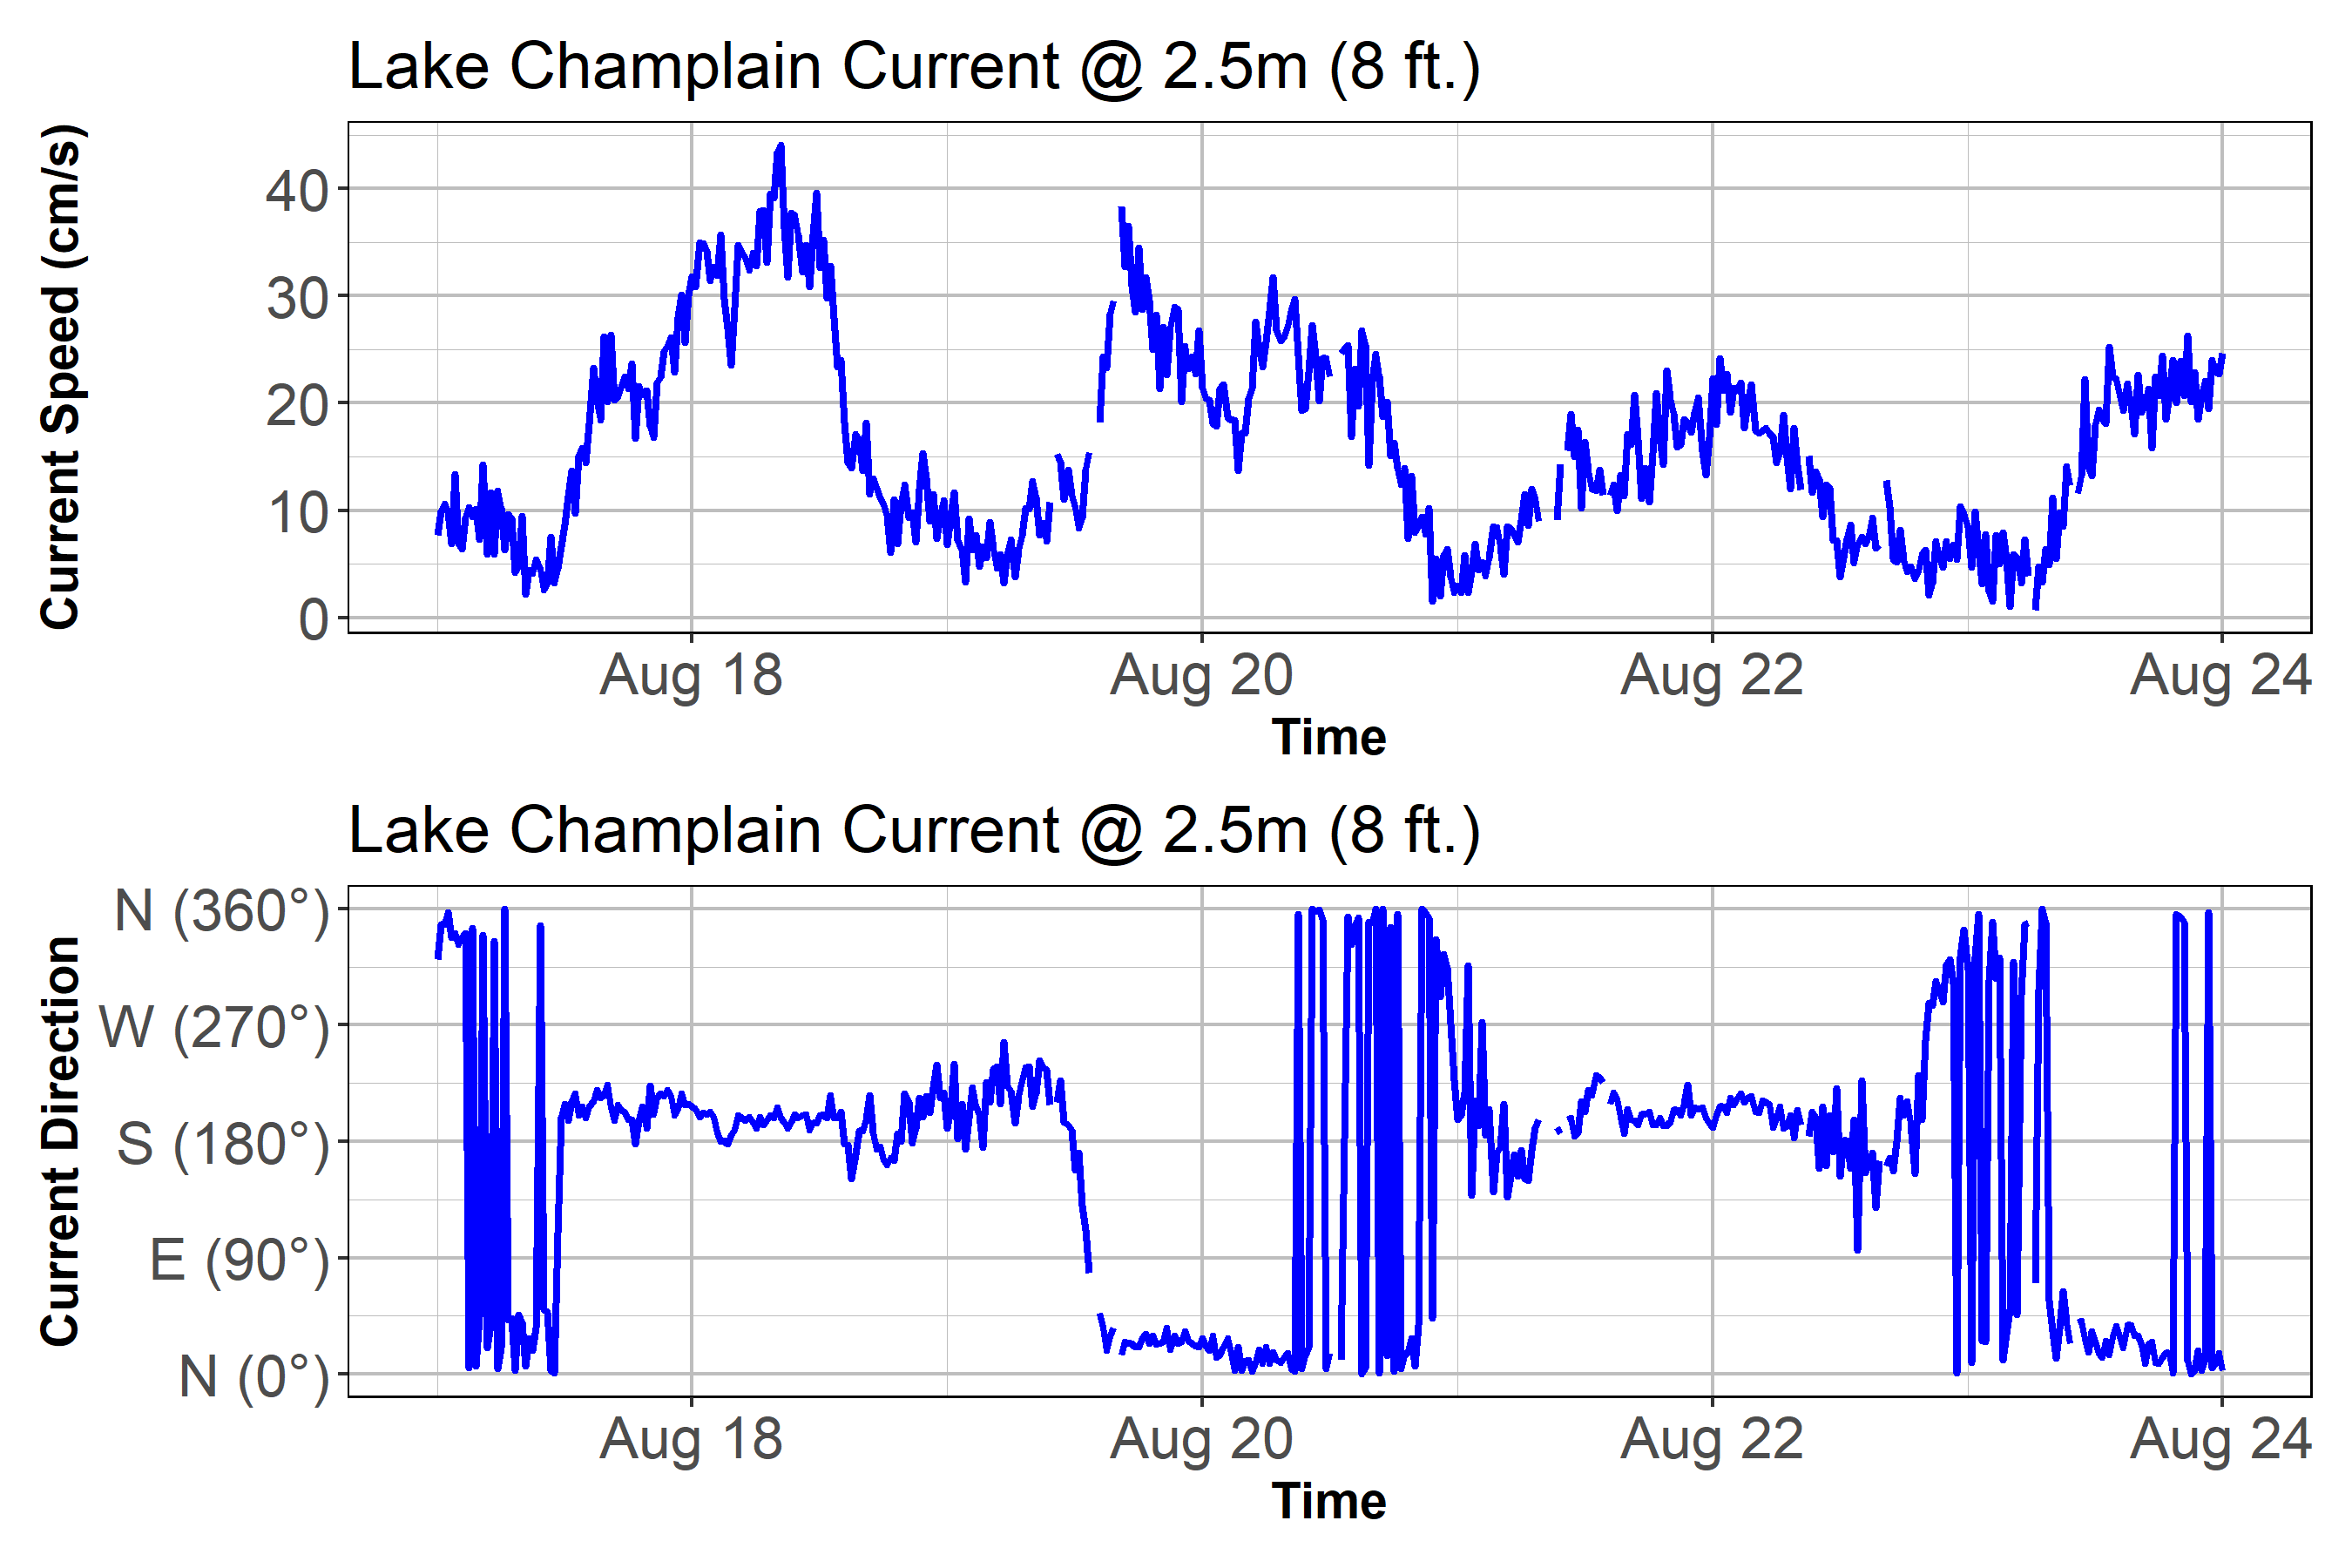 Lake Champlain Current @ 2.5m (8 ft.)
Current Speed (cm/s)
40
30
20
10
0
Aug 18 Aug 20 Aug 22 Aug 24
Time
Lake Champlain Current @ 2.5m (8 ft.)
Current Direction
N (360°)
W (270°)
S (180°)
E (90°)
N (0°)
Aug 18 Aug 20 Aug 22 Aug 24
Time